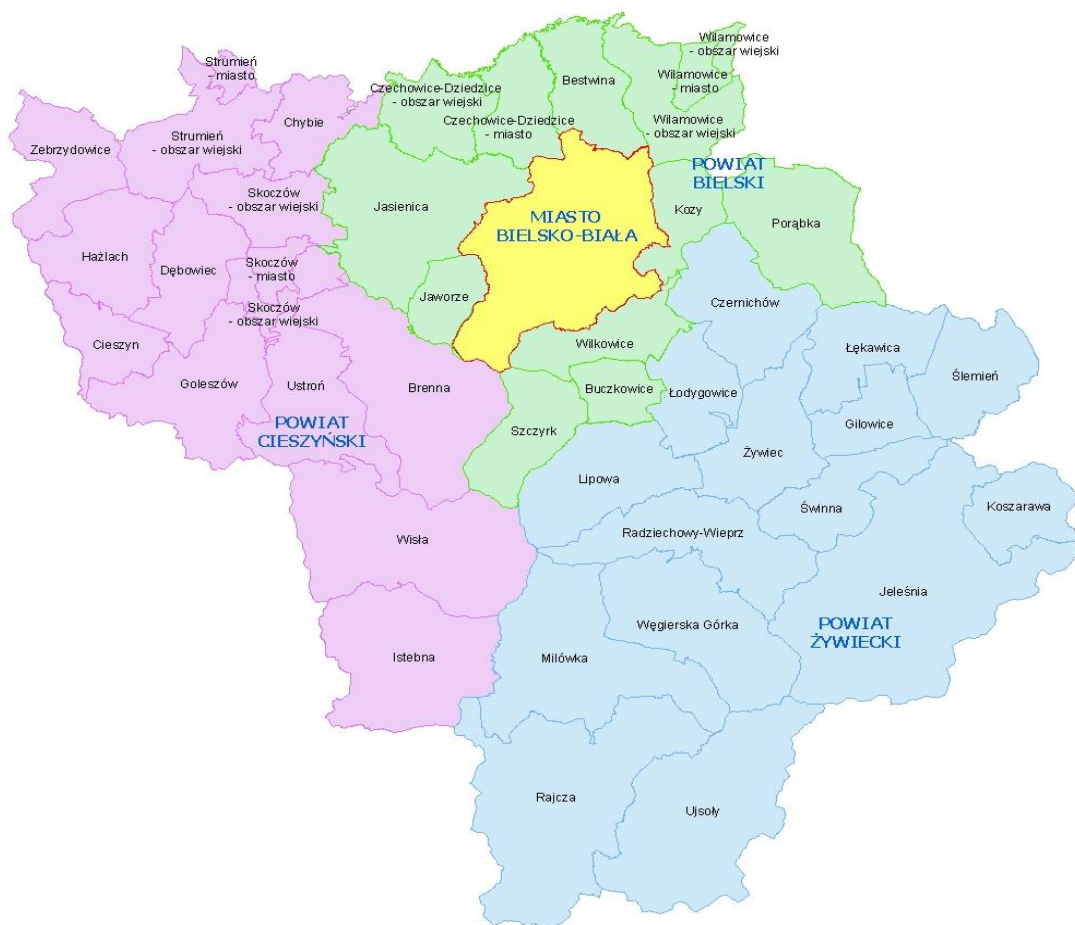 Wilamowice
- obszar wiejski
Strumień
- miasto
Czechowice-Dziedzice
- obszar wiejski
Bestwina
Wilamowice
- miasto
Chybie
Czechowice-Dziedzice
- miasto
Wilamowice
- obszar wiejski
Strumień
- obszar wiejski
Zebrzydowice
POWIAT
BIELSKI
Skoczów
- obszar wiejski
Jasienica
MIASTO
BIELSKO-BIAŁA
Kozy
Porąbka
Hażlach
Dębowiec
Skoczów
- miasto
Jaworze
Czernichów
Skoczów
- obszar wiejski
Cieszyn
Wilkowice
Łękawica
Ślemień
Goleszów
Ustroń
Brenna
Buczkowice
Łodygowice
Gilowice
POWIAT
CIESZYŃSKI
Szczyrk
Żywiec
Lipowa
Świnna
Koszarawa
Radziechowy-Wieprz
Wisła
Jeleśnia
Węgierska Górka
POWIAT
ŻYWIECKI
Istebna
Milówka
Rajcza
Ujsoły